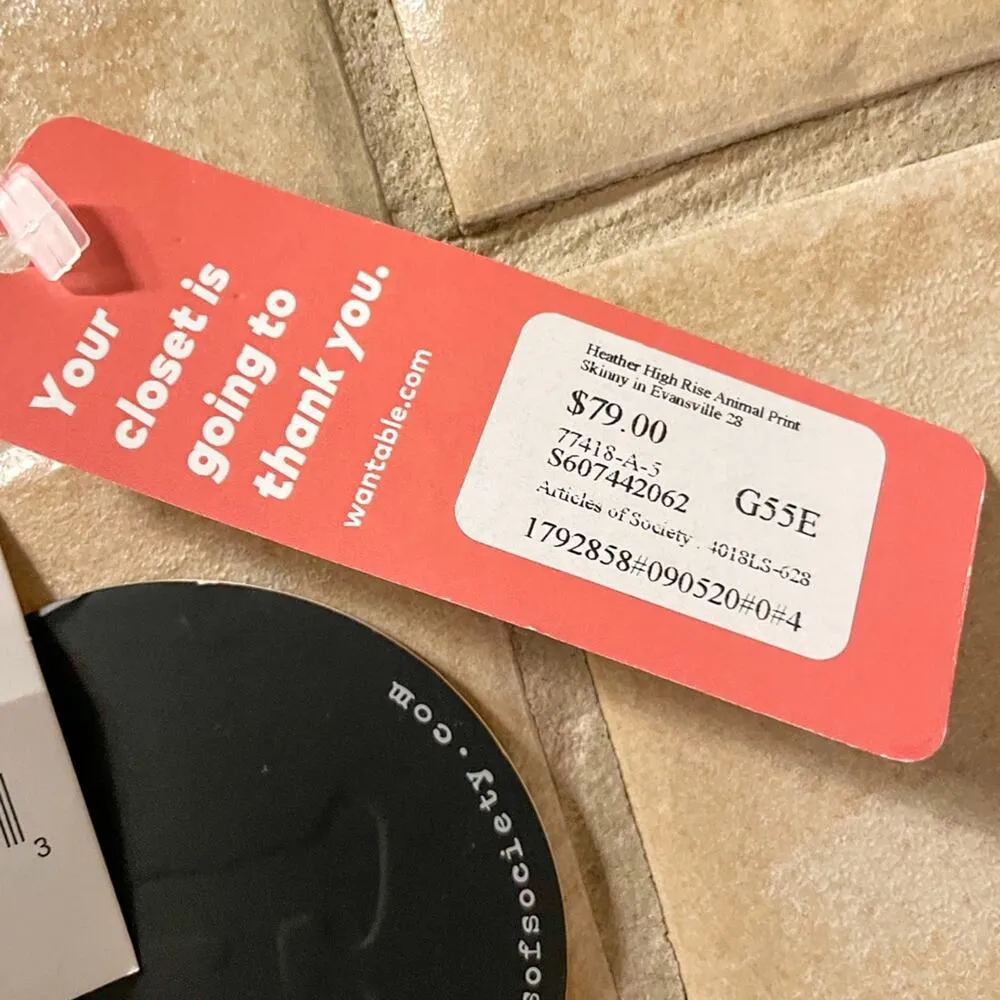 Your
closet is
going to
thank you.
wantable.com
Heather High Rise Animal Print
Skinny in Evansville 28
$79.00
77418-A-5
S607442062
G55E
Articles of Society . 4018LS-628
1792858#090520#0#4
sofsociety.com
3